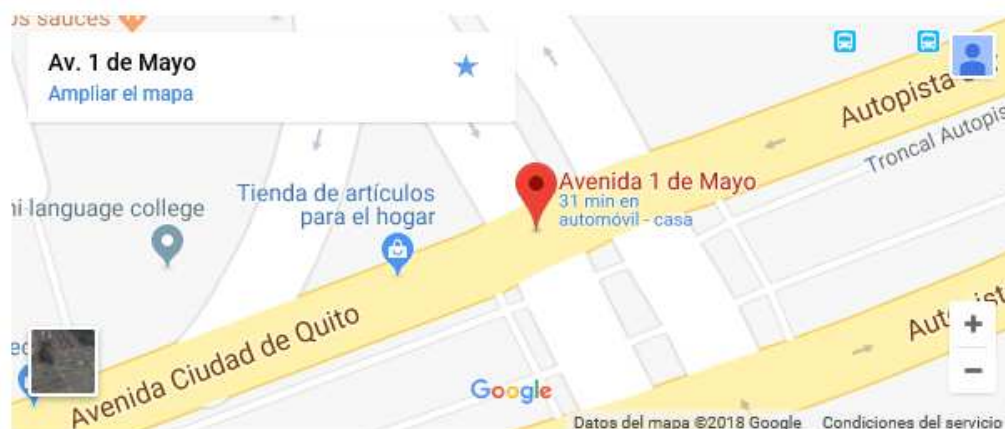 os sauces
Av. 1 de Mayo
Ampliar el mapa
Autopista
Troncal Autopis
Avenida 1 de Mayo
31 min en
automóvil - casa
Tienda de artículos
para el hogar
ni language college
Avenida Ciudad de Quito
Google
Datos del mapa ©2018 Google Condiciones del servicio